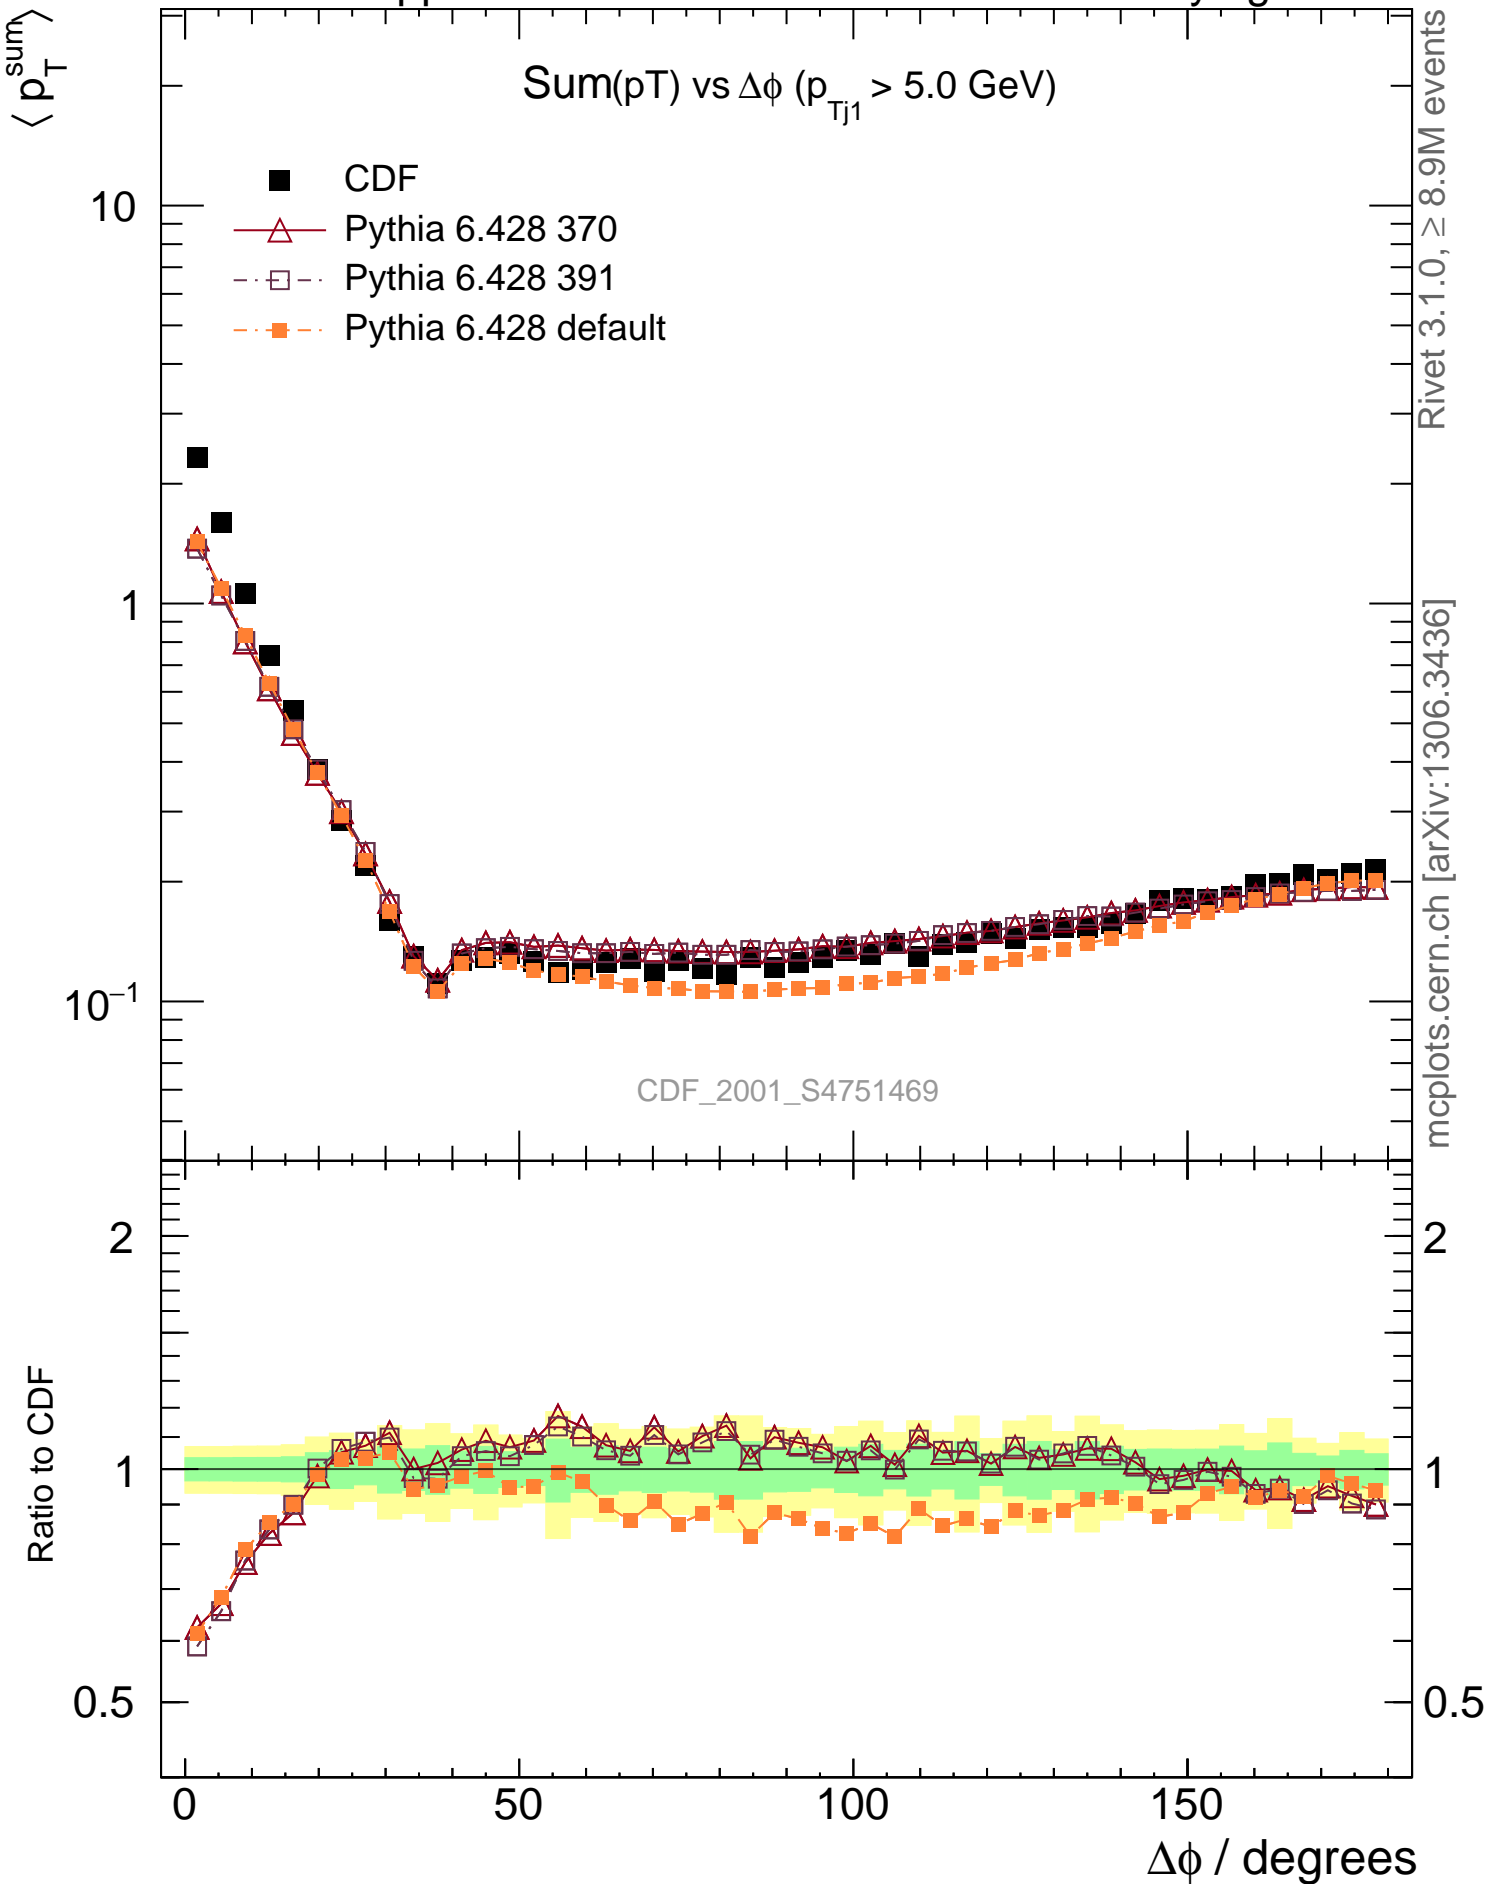 Sum(pT) vs Δϕ (p_Tj1 > 5.0 GeV)
⟨ p_T^sum ⟩
CDF
Pythia 6.428 370
Pythia 6.428 391
Pythia 6.428 default
10
1
10⁻¹
CDF_2001_S4751469
Rivet 3.1.0, ≥ 8.9M events
mcplots.cern.ch [arXiv:1306.3436]
Ratio to CDF
2
1
0.5
2
1
0.5
0
50
100
150
Δϕ / degrees